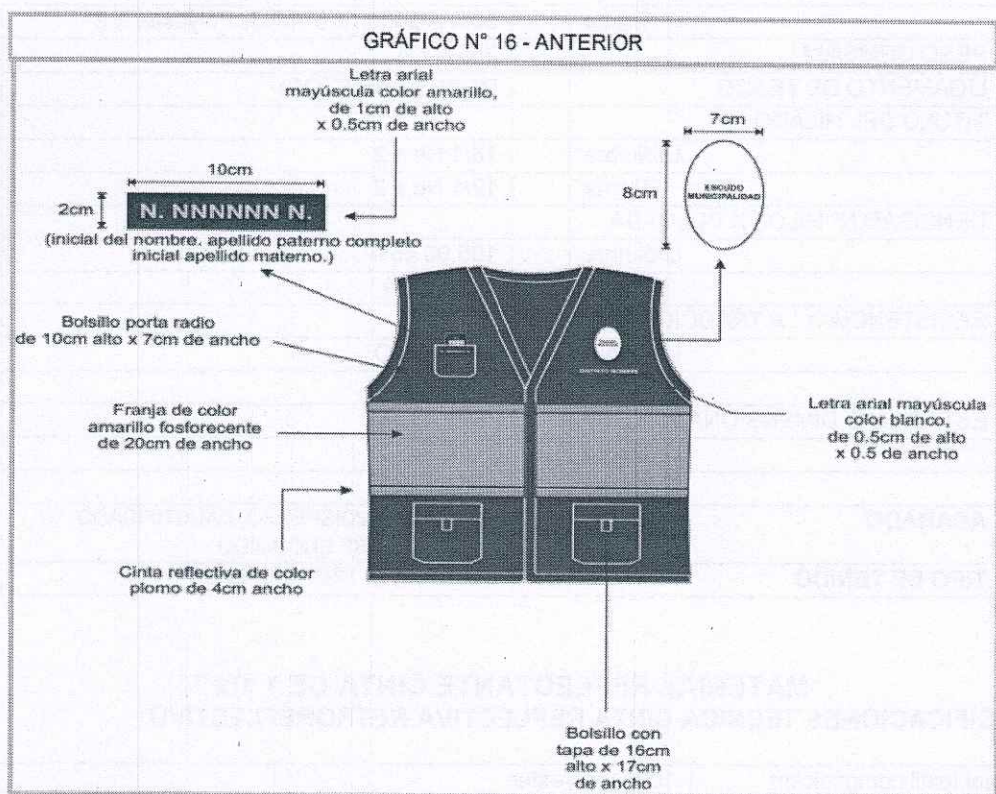 GRÁFICO N° 16 - ANTERIOR
Letra arial
mayúscula color amarillo,
de 1cm de alto
x 0.5cm de ancho
10cm
2cm
N. NNNNNN N.
(inicial del nombre. apellido paterno completo
inicial apellido materno.)
7cm
8cm
ESCUDO
MUNICIPALIDAD
Bolsillo porta radio
de 10cm alto x 7cm de ancho
Franja de color
amarillo fosforecente
de 20cm de ancho
Letra arial mayúscula
color blanco,
de 0.5cm de alto
x 0.5 de ancho
Cinta reflectiva de color
plomo de 4cm ancho
Bolsillo con
tapa de 16cm
alto x 17cm
de ancho